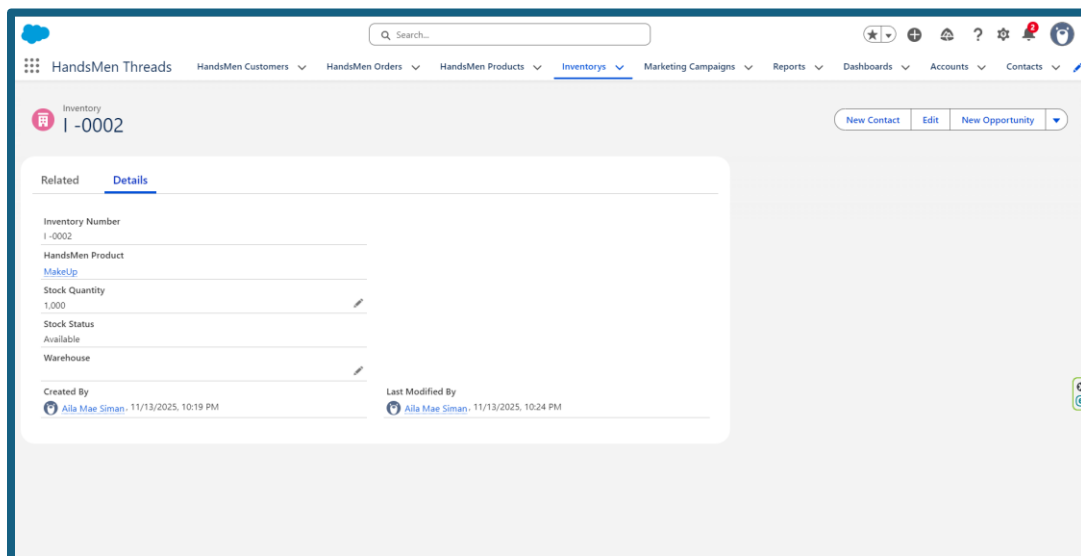 Search...
2
HandsMen Threads HandsMen Customers HandsMen Orders HandsMen Products Inventorys Marketing Campaigns Reports Dashboards Accounts Contacts
Inventory
I -0002
New Contact Edit New Opportunity
Related Details
Inventory Number
I -0002
HandsMen Product
MakeUp
Stock Quantity
1,000
Stock Status
Available
Warehouse
Created By Last Modified By
Aila Mae Siman, 11/13/2025, 10:19 PM Aila Mae Siman, 11/13/2025, 10:24 PM